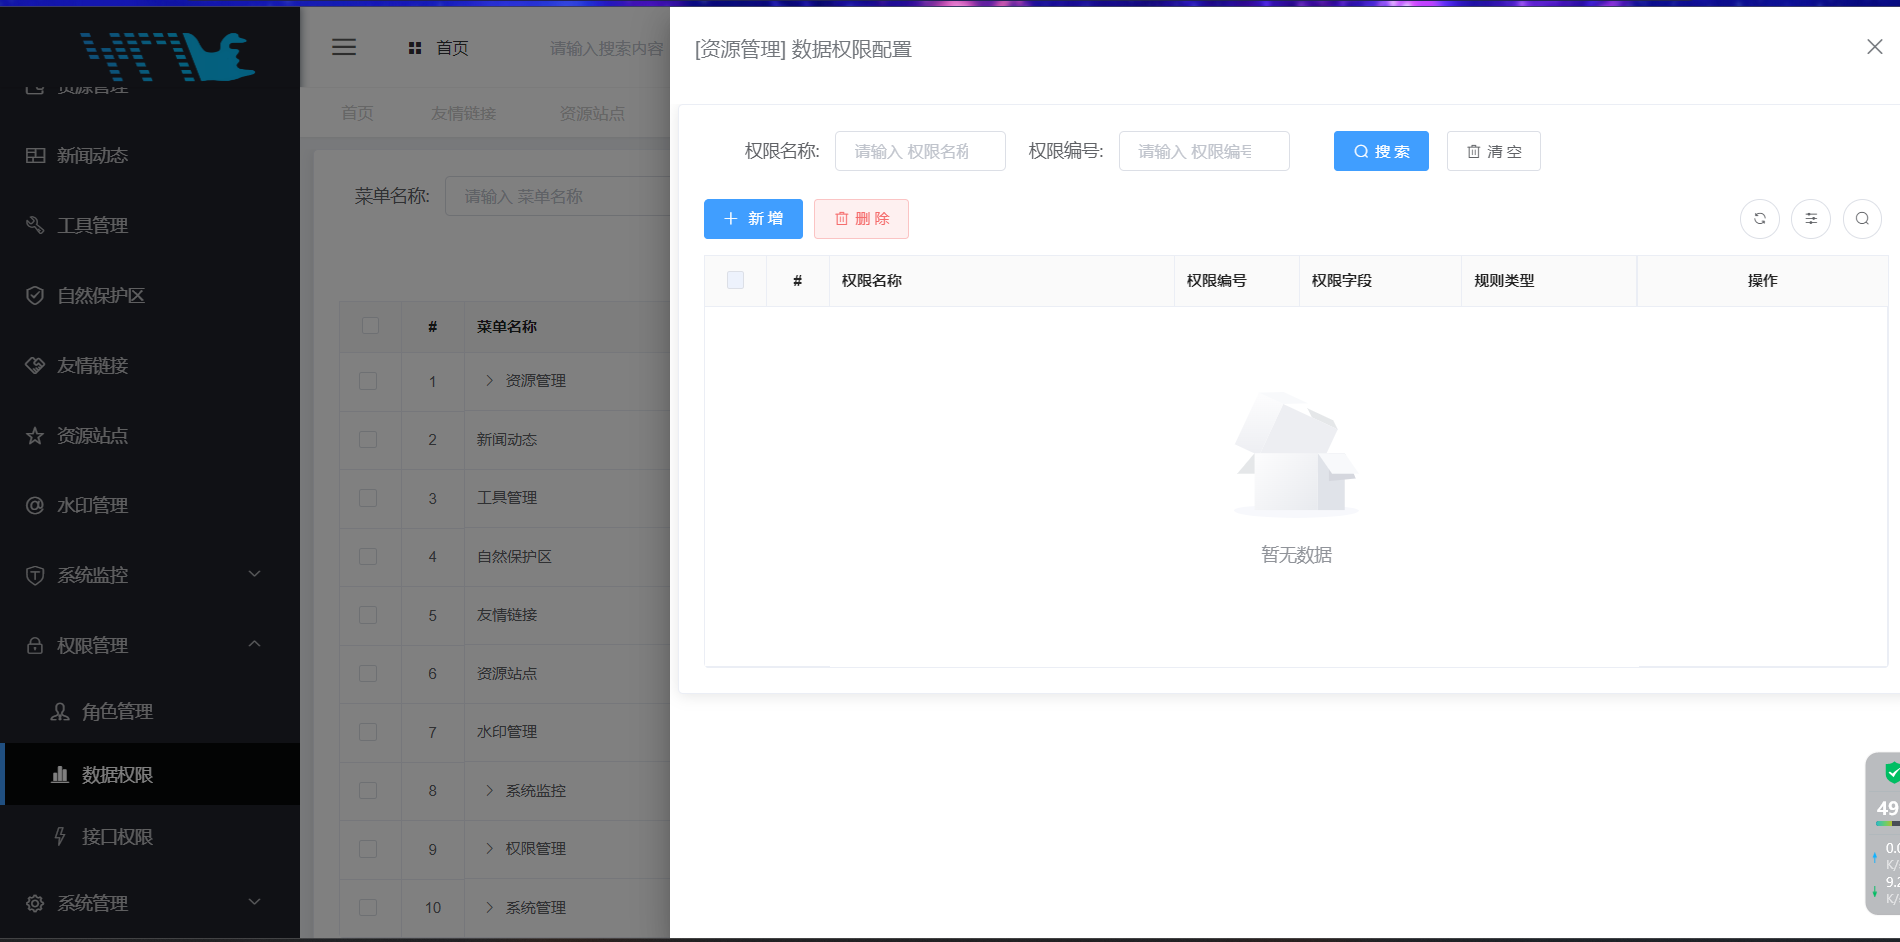 资源管理
新闻动态
工具管理
自然保护区
友情链接
资源站点
水印管理
系统监控
权限管理
角色管理
数据权限
接口权限
系统管理
首页
请输入搜索内容
首页
友情链接
资源站点
菜单名称:
请输入 菜单名称
# 菜单名称
1 资源管理
2 新闻动态
3 工具管理
4 自然保护区
5 友情链接
6 资源站点
7 水印管理
8 系统监控
9 权限管理
10 系统管理
[资源管理] 数据权限配置
权限名称: 请输入 权限名称 权限编号: 请输入 权限编号 搜 索 清 空
新 增 删 除
# 权限名称 权限编号 权限字段 规则类型 操作
暂无数据
49
K/
K/